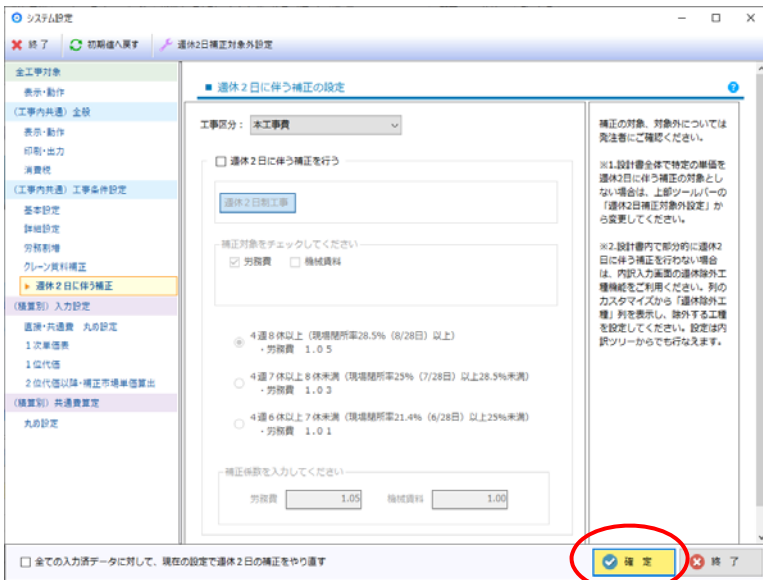 システム設定
終了 初期値へ戻す 週休2日補正対象外設定
全工事対象
表示・動作
(工事内共通) 全般
表示・動作
印刷・出力
消費税
(工事内共通) 工事条件設定
基本設定
詳細設定
労務割増
クレーン賃料補正
週休2日に伴う補正
(積算別) 入力設定
直接・共通費 丸め設定
1次単価表
1位代価
2位代価以降・補正市場単価算出
(積算別) 共通費算定
丸め設定
■ 週休2日に伴う補正の設定
工事区分: 本工事費
週休2日に伴う補正を行う
週休2日制工事
補正対象をチェックしてください
労務費 機械賃料
4週8休以上 (現場閉所率28.5% (8/28日) 以上)
・労務費 1.05
4週7休以上8休未満 (現場閉所率25% (7/28日) 以上28.5%未満)
・労務費 1.03
4週6休以上7休未満 (現場閉所率21.4% (6/28日) 以上25%未満)
・労務費 1.01
補正係数を入力してください
労務費 1.05 機械賃料 1.00
補正の対象、対象外については
発注者にご確認ください。
※1.設計書全体で特定の単価を
週休2日に伴う補正の対象とし
ない場合は、上部ツールバーの
「週休2日補正対象外設定」か
ら変更してください。
※2.設計書内で部分的に週休2
日に伴う補正を行わない場合
は、内訳入力画面の週休除外工
種機能をご利用ください。列の
カスタマイズから「週休除外工
種」列を表示し、除外する工種
を設定してください。設定は内
訳ツリーからでも行なえます。
全ての入力済データに対して、現在の設定で週休2日の補正をやり直す
確定 終了